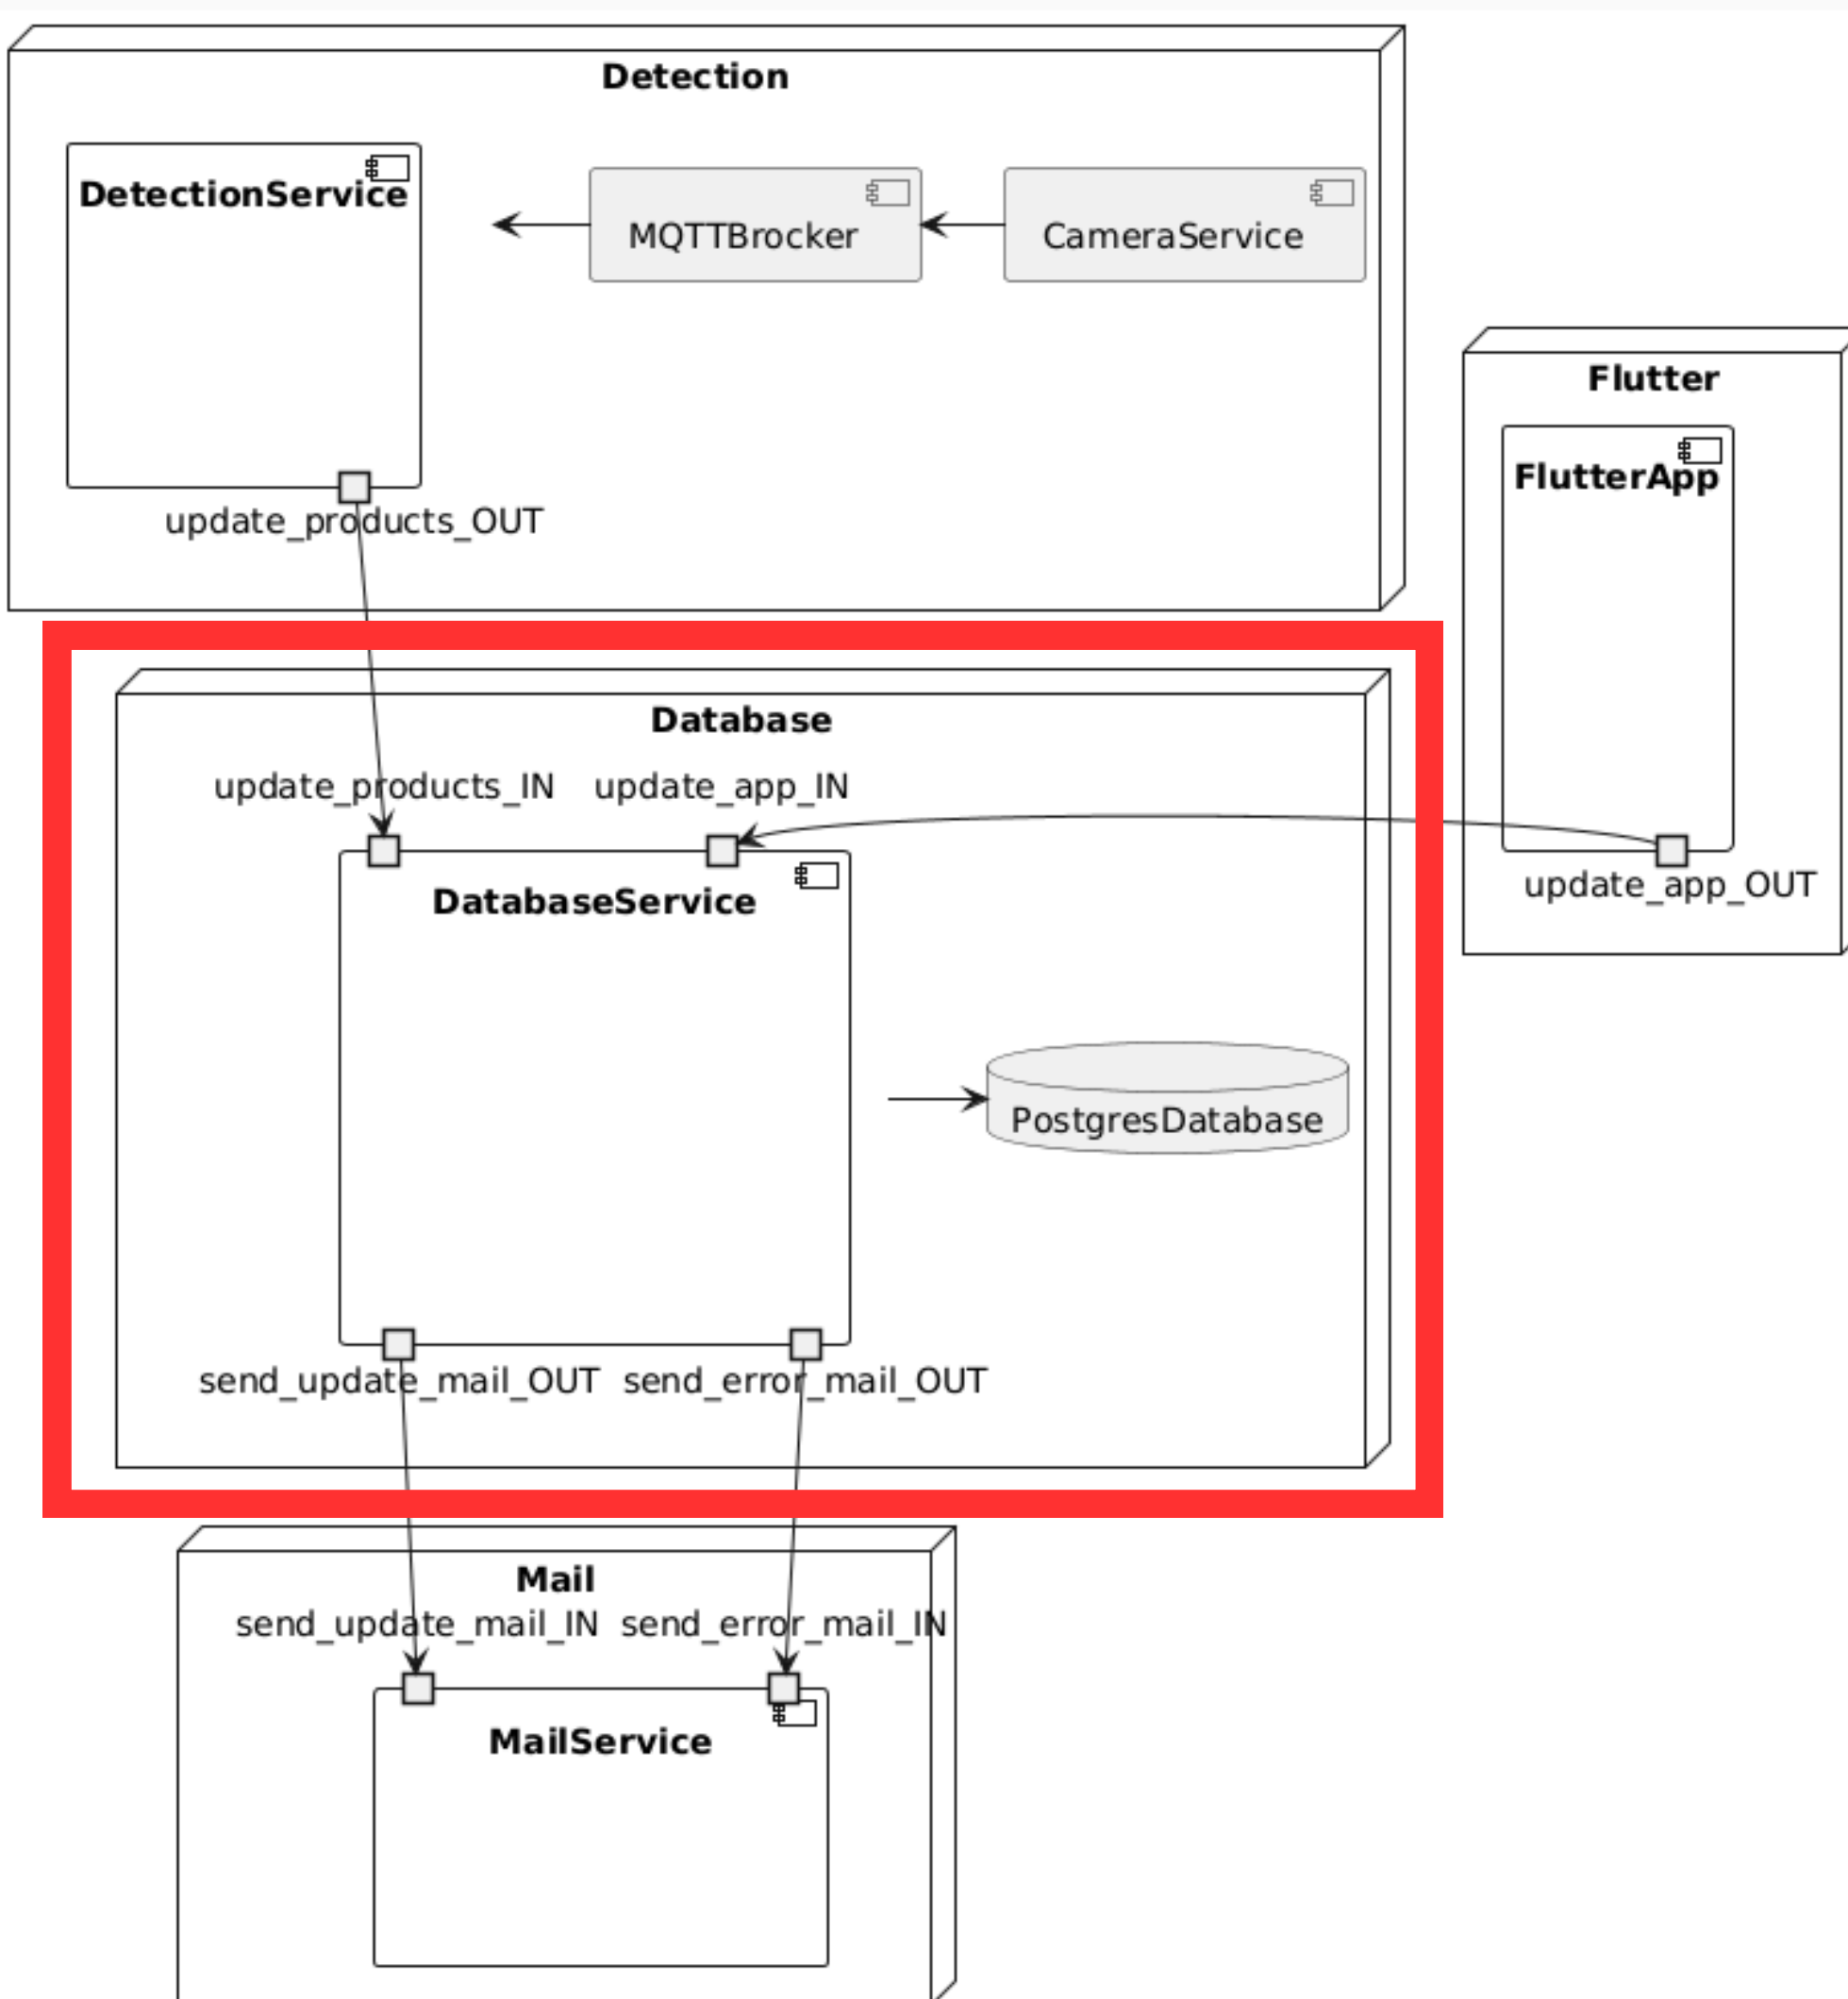 Detection
DetectionService
MQTTBrocker
CameraService
update_products_OUT
Flutter
FlutterApp
update_app_OUT
Database
update_products_IN
update_app_IN
DatabaseService
PostgresDatabase
send_update_mail_OUT
send_error_mail_OUT
Mail
send_update_mail_IN
send_error_mail_IN
MailService